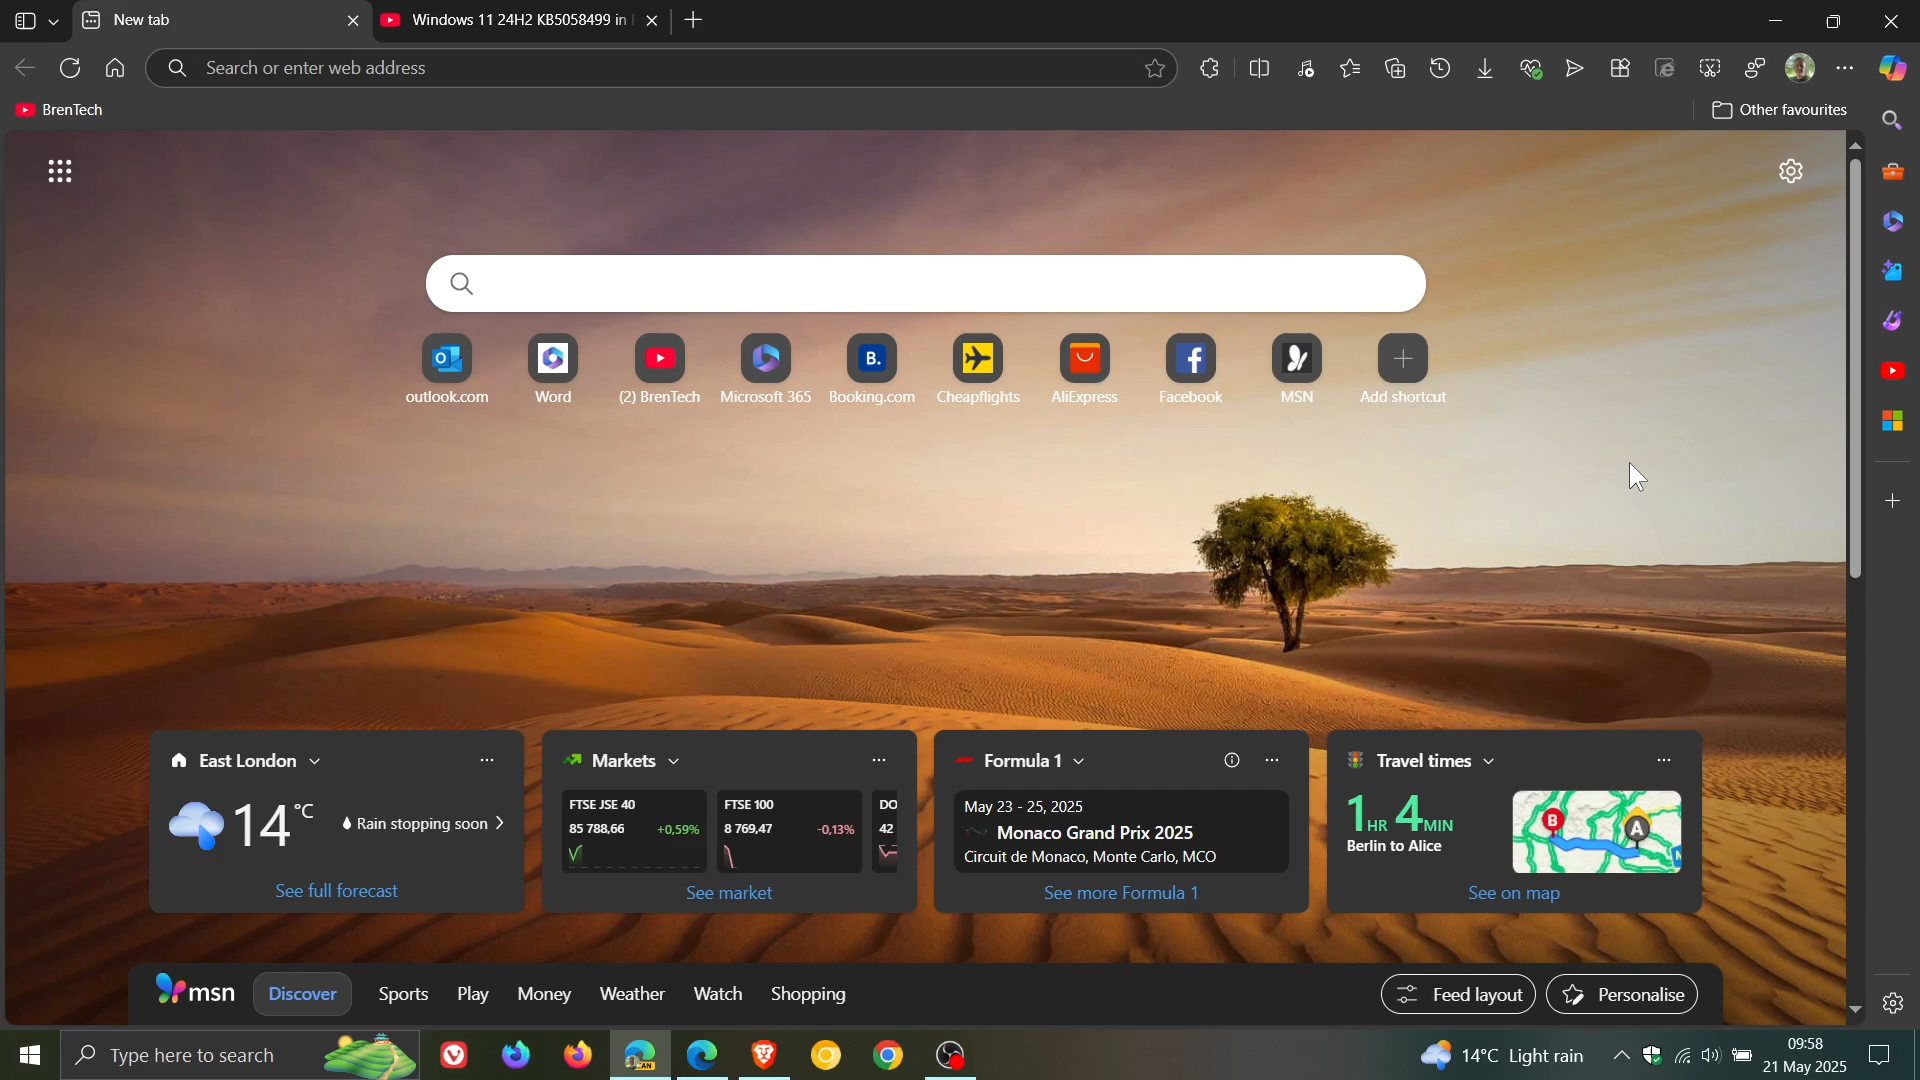 New tab
Windows 11 24H2 KB5058499 in
Search or enter web address
BrenTech
Other favourites
outlook.com
Word
(2) BrenTech
Microsoft 365
B.
Booking.com
Cheapflights
AliExpress
Facebook
MSN
Add shortcut
East London
14°C
Rain stopping soon
See full forecast
Markets
FTSE JSE 40
85 788,66 +0,59%
FTSE 100
8 769,47 -0,13%
DO
42
See market
Formula 1
May 23 - 25, 2025
Monaco Grand Prix 2025
Circuit de Monaco, Monte Carlo, MCO
See more Formula 1
Travel times
1 HR 4 MIN
Berlin to Alice
B
A
See on map
msn
Discover
Sports
Play
Money
Weather
Watch
Shopping
Feed layout
Personalise
Type here to search
CAN
14°C Light rain
09:58
21 May 2025